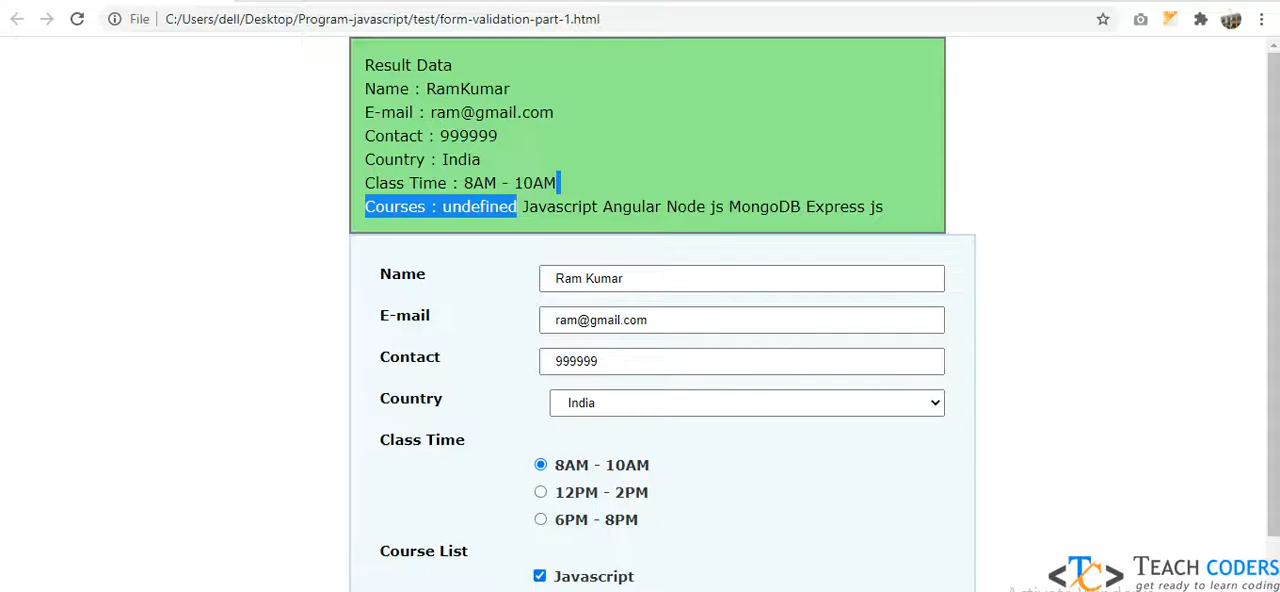 File | C:/Users/dell/Desktop/Program-javascript/test/form-validation-part-1.html
Result Data
Name : RamKumar
E-mail : ram@gmail.com
Contact : 999999
Country : India
Class Time : 8AM - 10AM
Courses : undefined Javascript Angular Node js MongoDB Express js
Name Ram Kumar
E-mail ram@gmail.com
Contact 999999
Country India
Class Time
8AM - 10AM
12PM - 2PM
6PM - 8PM
Course List
Javascript
TC TEACH CODERS
get ready to learn coding